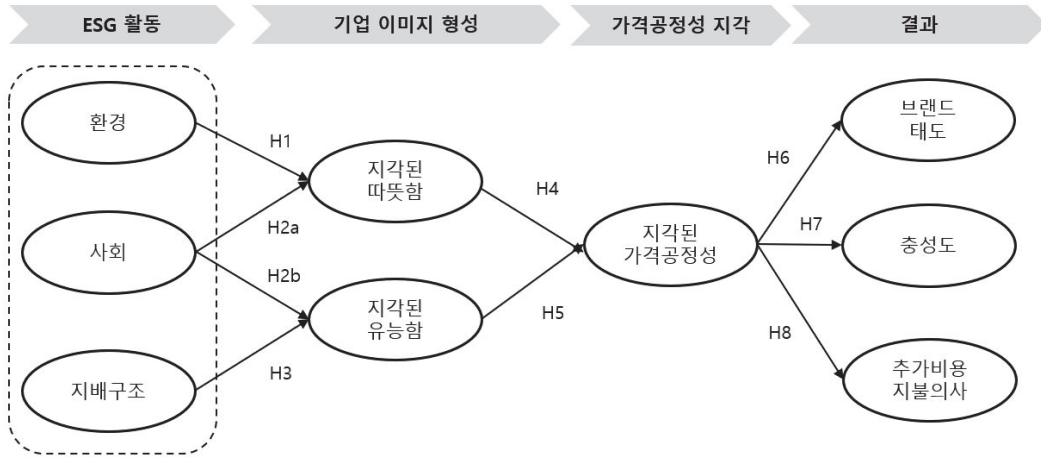 ESG 활동
기업 이미지 형성
가격공정성 지각
결과
환경
사회
지배구조
H1
H2a
H2b
H3
지각된
따뜻함
지각된
유능함
H4
H5
지각된
가격공정성
H6
H7
H8
브랜드
태도
충성도
추가비용
지불의사